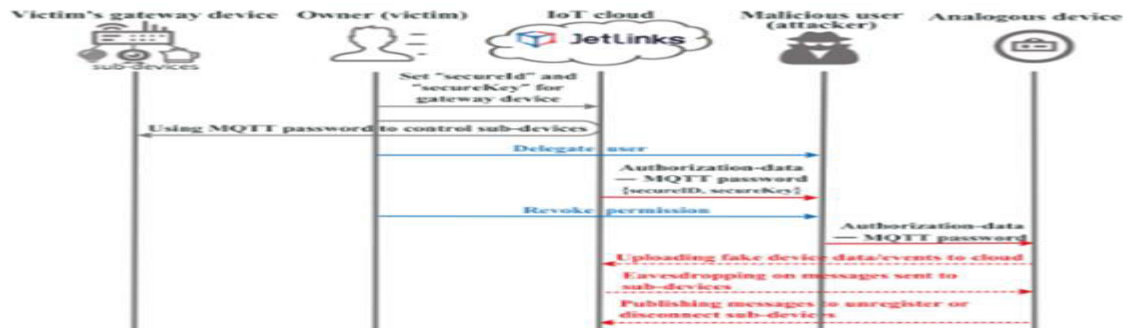 Victim's gateway device
Owner (victim)
IoT cloud
Malicious user
(attacker)
Analogous device
JetLinks
sub-devices
Set "secureId" and
"secureKey" for
gateway device
Using MQTT password to control sub-devices
Delegate user
Authorization-data
— MQTT password
{secureID, secureKey}
Revoke permission
Authorization-data
— MQTT password
Uploading fake device data/events to cloud
Eavesdropping on messages sent to
sub-devices
Publishing messages to unregister or
disconnect sub-devices